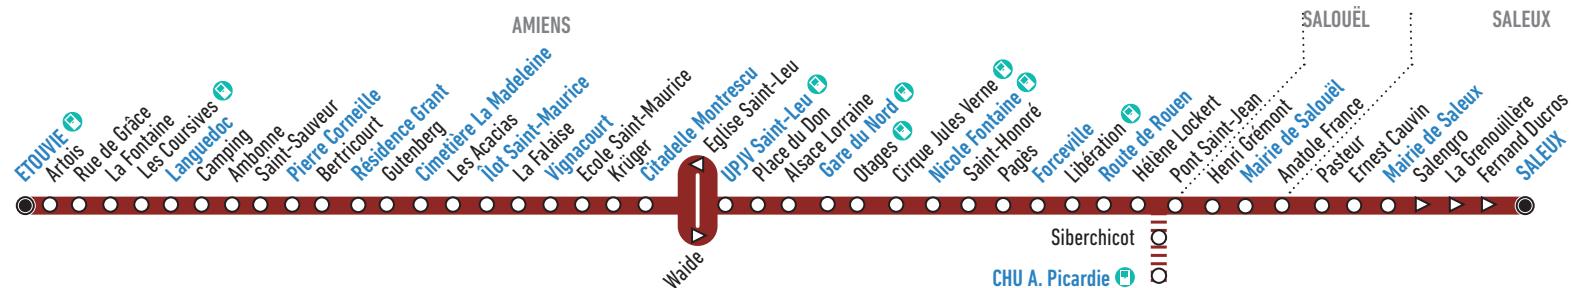 AMIENS
SALOUËL
SALEUX
ETOUVIE
Artois
Rue de Grâce
La Fontaine
Les Coursives
Languedoc
Camping
Ambonne
Saint-Sauveur
Pierre Corneille
Bertricourt
Résidence Grant
Gutenberg
Cimetière La Madeleine
Les Acacias
Îlot Saint-Maurice
La Falaise
Vignacourt
Ecole Saint-Maurice
Krüger
Citadelle Montrescu
Eglise Saint-Leu
Waide
UPJV Saint-Leu
Place du Don
Alsace Lorraine
Gare du Nord
Otages
Cirque Jules Verne
Nicole Fontaine
Saint-Honoré
Pagès
Forceville
Libération
Route de Rouen
Hélène Lockert
Siberchicot
CHU A. Picardie
Pont Saint-Jean
Henri Grémont
Mairie de Salouël
Anatole France
Pasteur
Ernest Cauvin
Mairie de Saleux
Salengro
La Grenouillère
Fernand Ducros
SALEUX